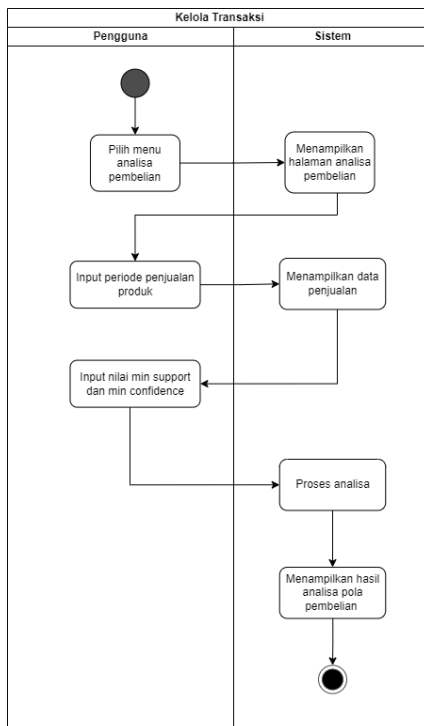 Kelola Transaksi
Pengguna
Sistem
Pilih menu
analisa
pembelian
Menampilkan
halaman analisa
pembelian
Input periode penjualan
produk
Menampilkan data
penjualan
Input nilai min support
dan min confidence
Proses analisa
Menampilkan hasil
analisa pola
pembelian